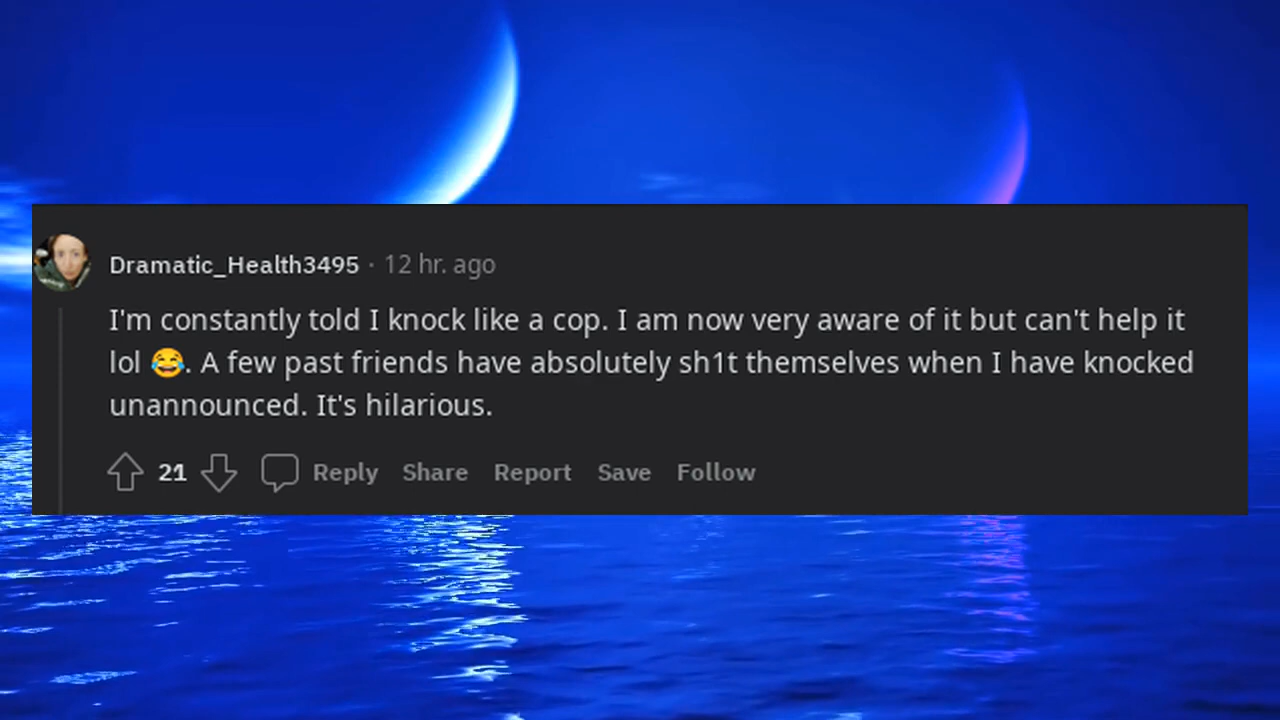 Dramatic_Health3495 · 12 hr. ago
I'm constantly told I knock like a cop. I am now very aware of it but can't help it
lol 😂. A few past friends have absolutely sh1t themselves when I have knocked
unannounced. It's hilarious.
21 Reply Share Report Save Follow